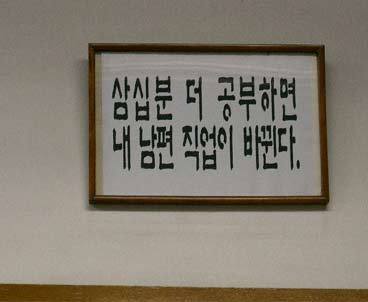 삼십분 더 공부하면
내 남편 직업이 바뀐다.